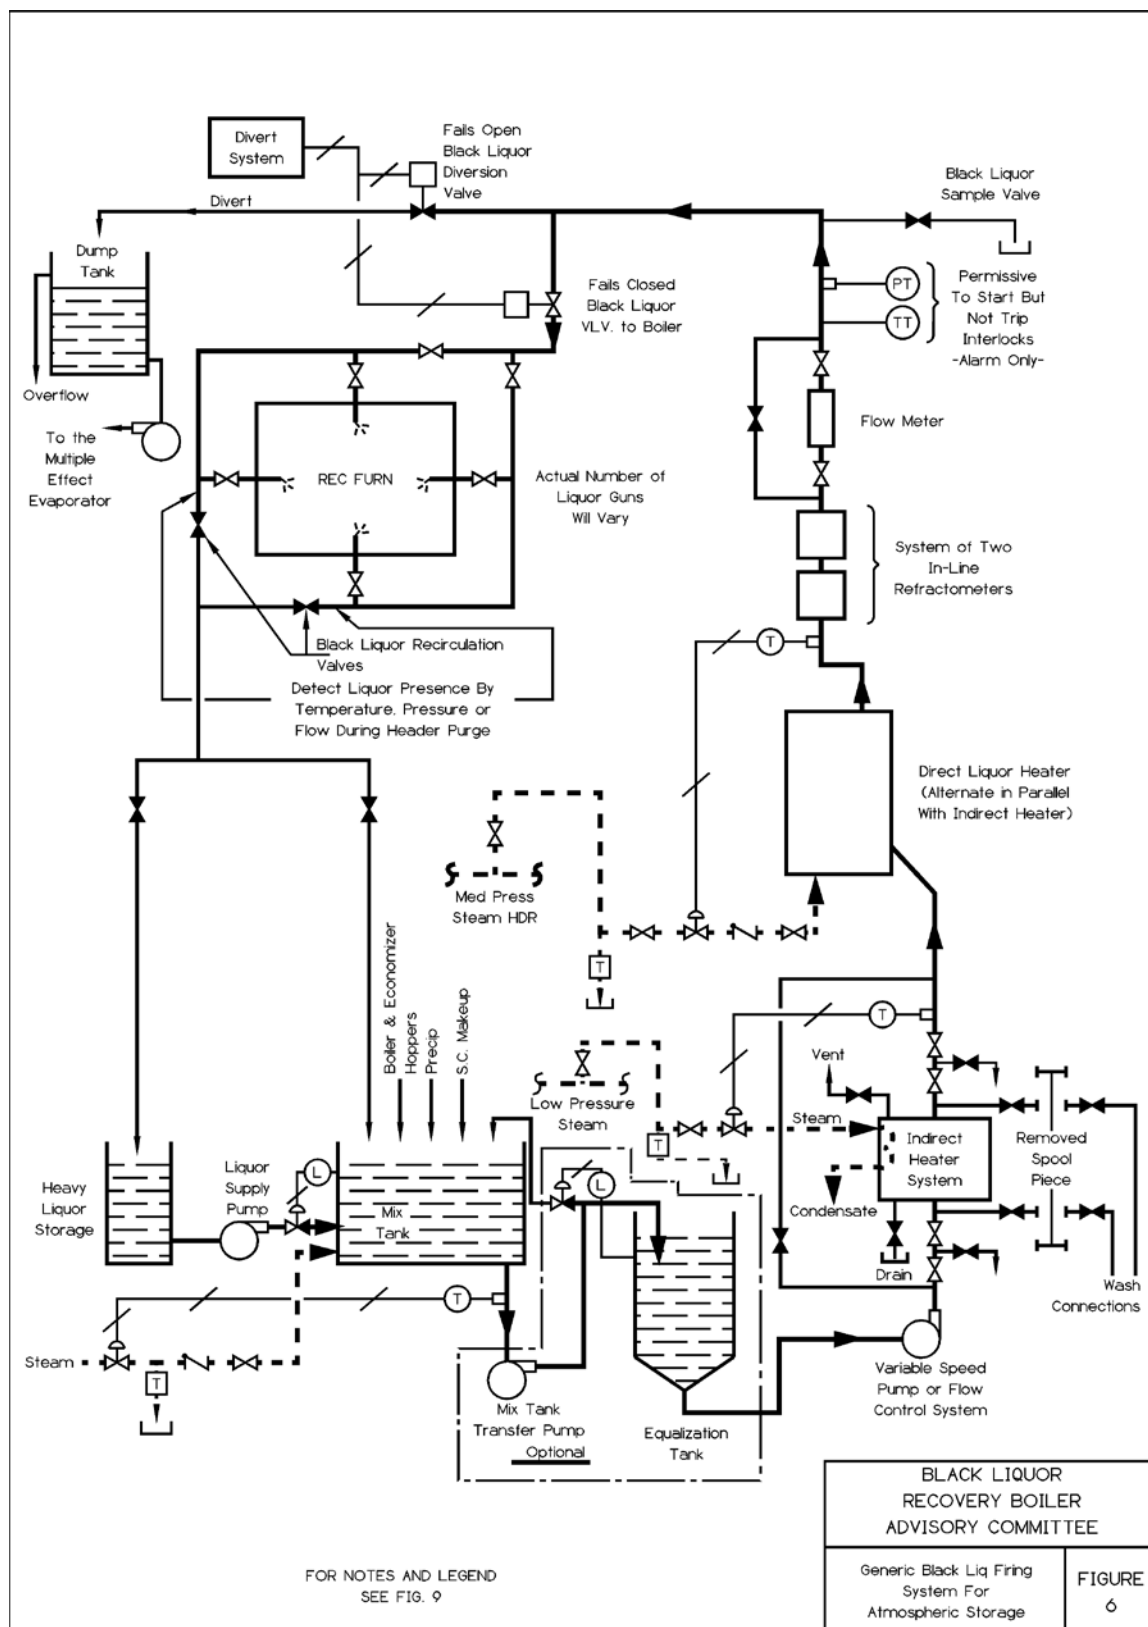 Divert
System
Fails Open
Black Liquor
Diversion
Valve
Black Liquor
Sample Valve
Divert
Dump
Tank
Fails Closed
Black Liquor
VLV. to Boiler
PT
TT
Permissive
To Start But
Not Trip
Interlocks
-Alarm Only-
Overflow
Flow Meter
To the
Multiple
Effect
Evaporator
REC FURN
Actual Number of
Liquor Guns
Will Vary
System of Two
In-Line
Refractometers
T
Black Liquor Recirculation
Valves
Detect Liquor Presence By
Temperature, Pressure or
Flow During Header Purge
Direct Liquor Heater
(Alternate in Parallel
With Indirect Heater)
Med Press
Steam HDR
T
Boiler & Economizer
Hoppers
Precip
S.C. Makeup
T
Vent
Low Pressure
Steam
Steam
T
Indirect
Heater
System
Removed
Spool
Piece
Heavy
Liquor
Storage
Liquor
Supply
Pump
L
Mix
Tank
L
Condensate
Drain
Wash
Connections
T
Steam
T
Variable Speed
Pump or Flow
Control System
Mix Tank
Transfer Pump
Optional
Equalization
Tank
BLACK LIQUOR
RECOVERY BOILER
ADVISORY COMMITTEE
Generic Black Liq Firing
System For
Atmospheric Storage
FIGURE
6
FOR NOTES AND LEGEND
SEE FIG. 9